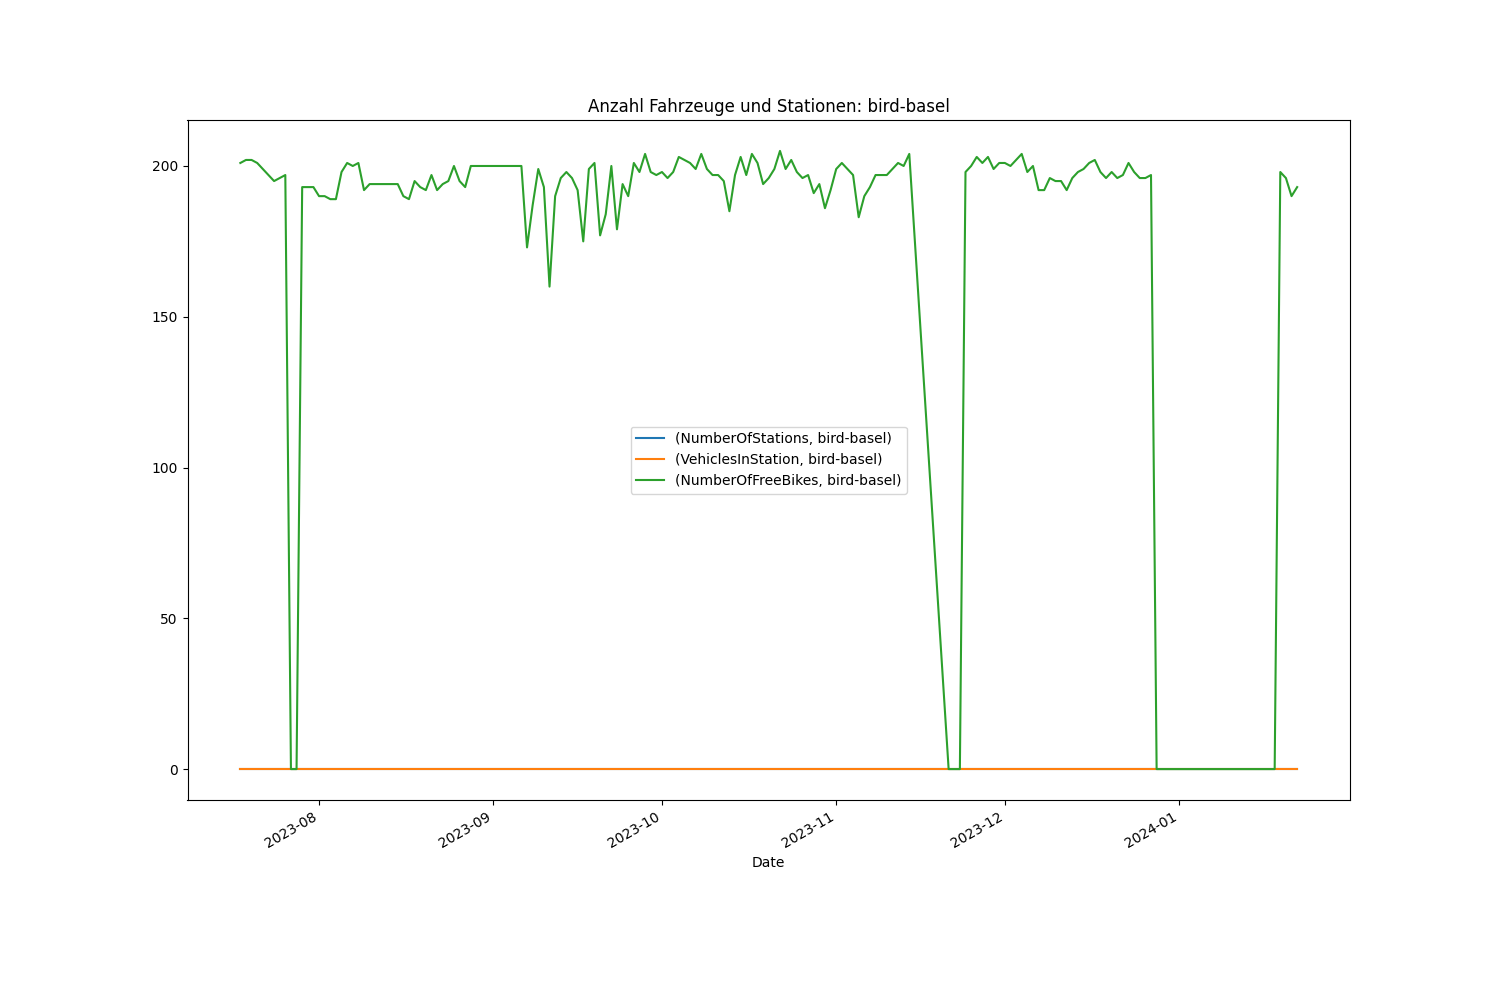 Anzahl Fahrzeuge und Stationen: bird-basel
200
150
100
50
0
(NumberOfStations, bird-basel)
(VehiclesInStation, bird-basel)
(NumberOfFreeBikes, bird-basel)
2023-08
2023-09
2023-10
2023-11
2023-12
2024-01
Date